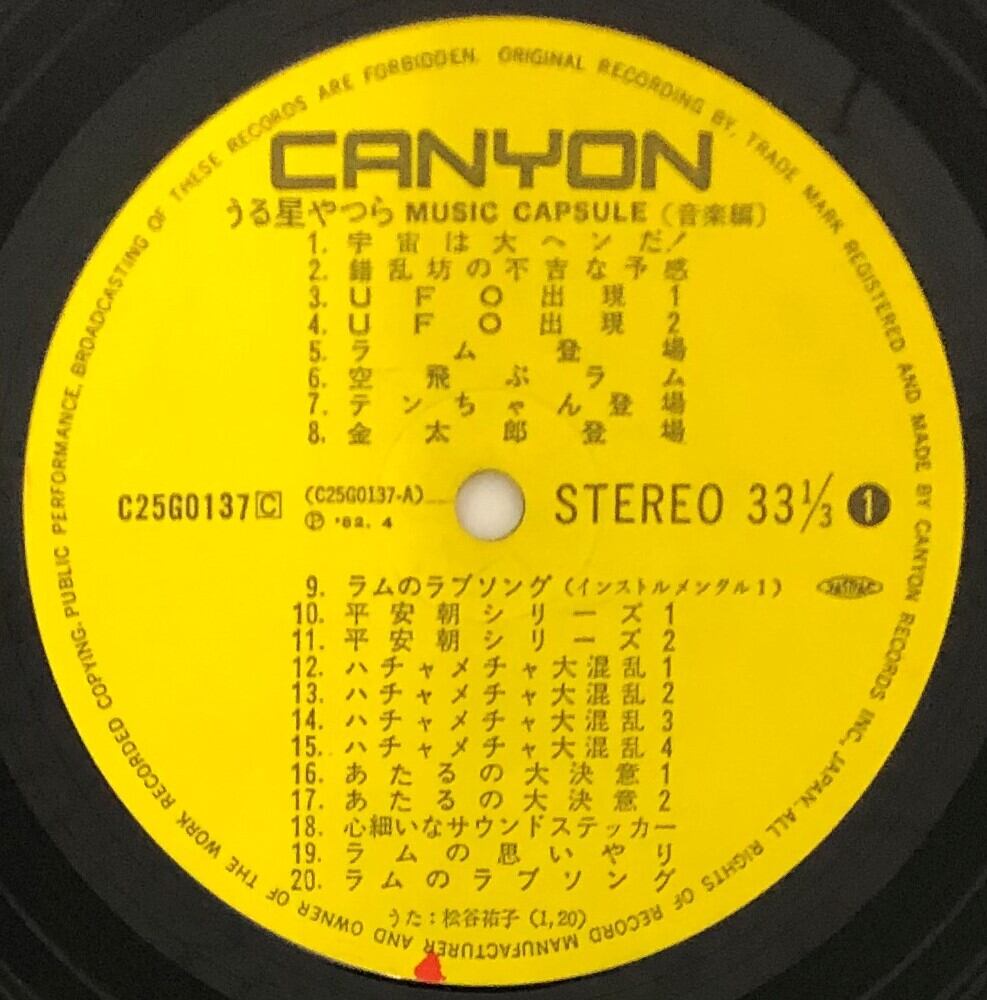 CANYON
うる星やつら MUSIC CAPSULE (音楽編)
1. 宇宙は大ヘンだ!
2. 錯乱坊の不吉な予感
3. UFO出現1
4. UFO出現2
5. ラム登場
6. 空飛ぶラム
7. テンちゃん登場
8. 金太郎登場
C25G0137 C (C25G0137-A) STEREO 33⅓ 1
Ⓟ '82. 4
9. ラムのラブソング (インストルメンタル1) JASRAC
10. 平安朝シリーズ1
11. 平安朝シリーズ2
12. ハチャメチャ大混乱1
13. ハチャメチャ大混乱2
14. ハチャメチャ大混乱3
15. ハチャメチャ大混乱4
16. あたるの大決意1
17. あたるの大決意2
18. 心細いなサウンドステッカー
19. ラムの思いやり
20. ラムのラブソング
うた:松谷祐子 (1,20)
ORIGINAL RECORDING BY, TRADE MARK REGISTERED AND MADE BY CANYON RECORDS INC., JAPAN. ALL RIGHTS OF RECORD MANUFACTURER AND OWNER OF THE WORK RECORDED COPYING, PUBLIC PERFORMANCE, BROADCASTING OF THESE RECORDS ARE FORBIDDEN.